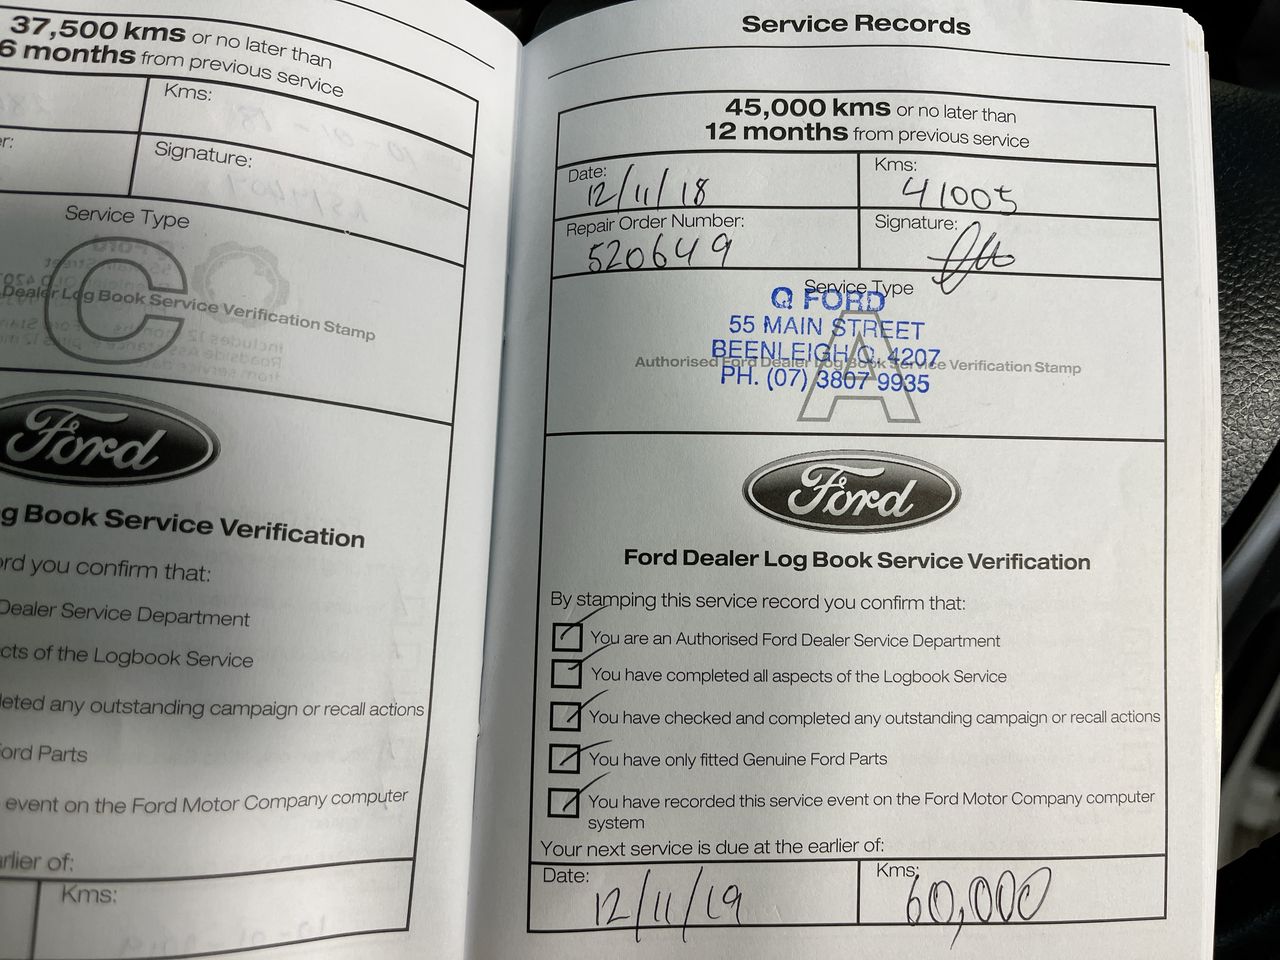 37,500 kms or no later than
6 months from previous service
Kms:
er:
Signature:
Service Type
C
Dealer Log Book Service Verification Stamp
Ford
g Book Service Verification
ord you confirm that:
Dealer Service Department
cts of the Logbook Service
leted any outstanding campaign or recall actions
ord Parts
event on the Ford Motor Company computer
arlier of:
Kms:
Service Records
45,000 kms or no later than
12 months from previous service
Date: 12/11/18
Kms: 41005
Repair Order Number: 520649
Signature:
Service Type
Q FORD
55 MAIN STREET
BEENLEIGH Q. 4207
PH. (07) 3807 9935
A
Authorised Ford Dealer Log Book Service Verification Stamp
Ford
Ford Dealer Log Book Service Verification
By stamping this service record you confirm that:
You are an Authorised Ford Dealer Service Department
You have completed all aspects of the Logbook Service
You have checked and completed any outstanding campaign or recall actions
You have only fitted Genuine Ford Parts
You have recorded this service event on the Ford Motor Company computer
system
Your next service is due at the earlier of:
Date: 12/11/19
Kms: 60,000